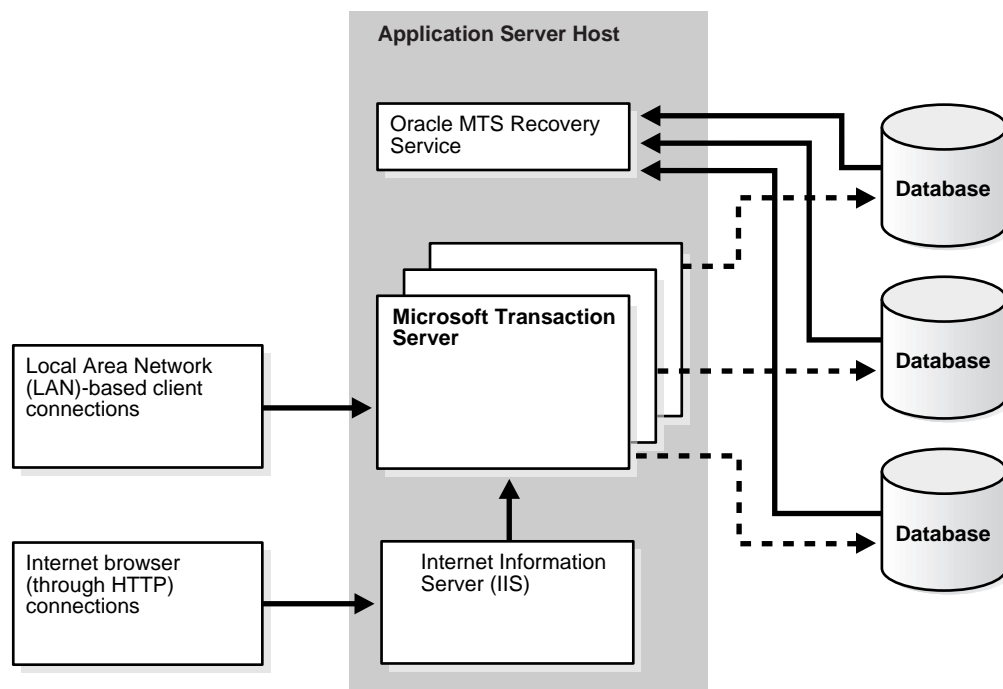 Application Server Host
Oracle MTS Recovery
Service
Database
Microsoft Transaction
Server
Local Area Network
(LAN)-based client
connections
Database
Internet browser
(through HTTP)
connections
Internet Information
Server (IIS)
Database